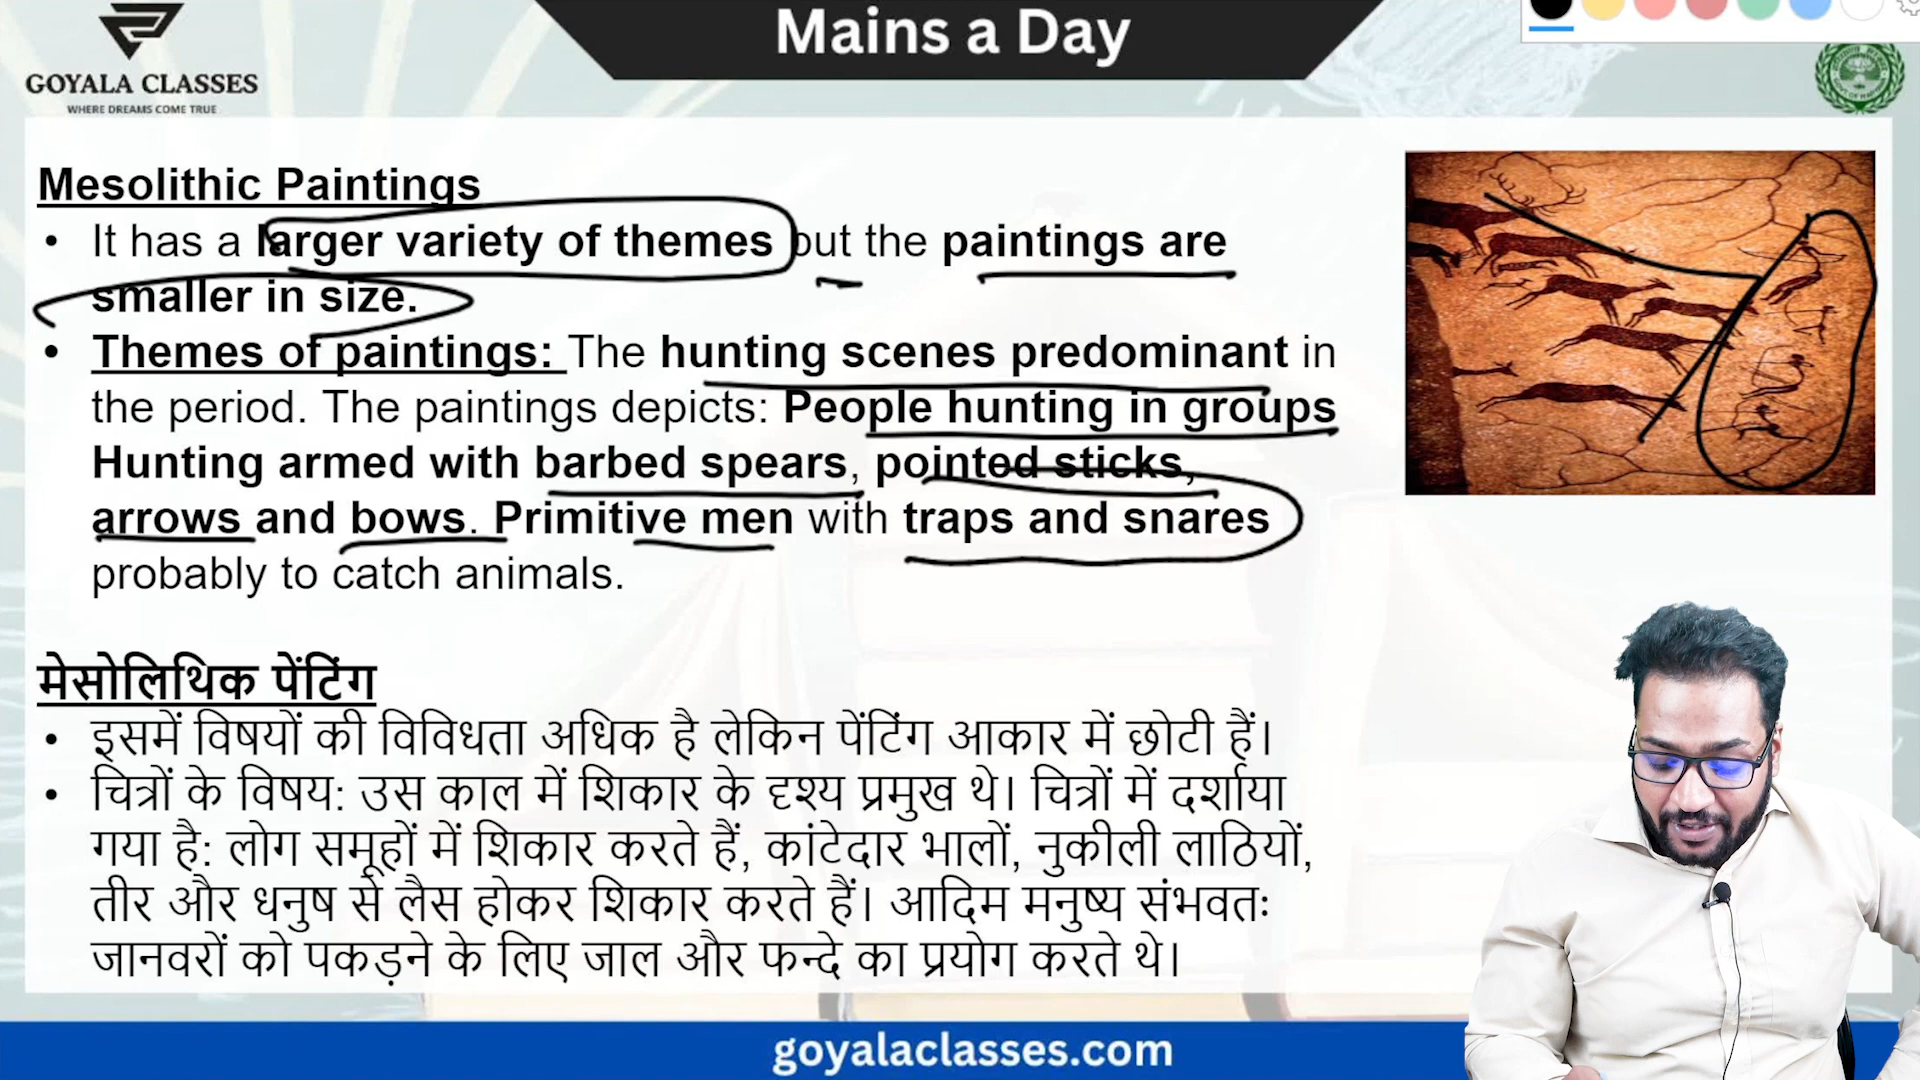 Mains a Day
GOYALA CLASSES
WHERE DREAMS COME TRUE
Mesolithic Paintings
• It has a larger variety of themes but the paintings are
smaller in size.
• Themes of paintings: The hunting scenes predominant in
the period. The paintings depicts: People hunting in groups
Hunting armed with barbed spears, pointed sticks,
arrows and bows. Primitive men with traps and snares
probably to catch animals.
मेसोलिथिक पेंटिंग
• इसमें विषयों की विविधता अधिक है लेकिन पेंटिंग आकार में छोटी हैं।
• चित्रों के विषय: उस काल में शिकार के दृश्य प्रमुख थे। चित्रों में दर्शाया
गया है: लोग समूहों में शिकार करते हैं, कांटेदार भालों, नुकीली लाठियों,
तीर और धनुष से लैस होकर शिकार करते हैं। आदिम मनुष्य संभवतः
जानवरों को पकड़ने के लिए जाल और फन्दे का प्रयोग करते थे।
goyalaclasses.com